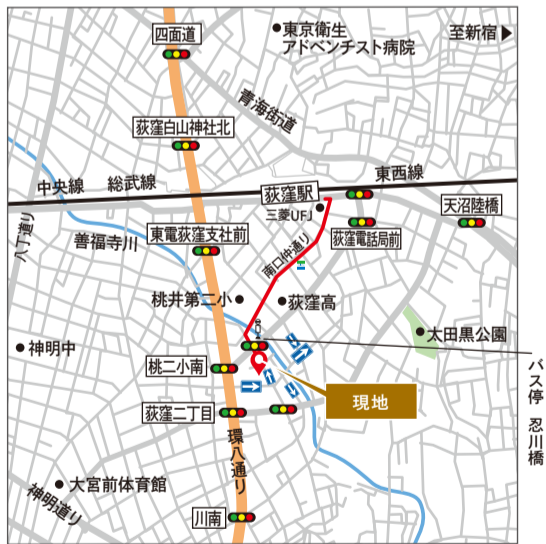 四面道
東京衛生
アドベンチスト病院
至新宿▶
青梅街道
荻窪白山神社北
中央線 総武線
荻窪駅
東西線
三菱UFJ
天沼陸橋
荻窪電話局前
八丁通り
善福寺川
東電荻窪支社前
南口仲通り
桃井第二小
荻窪高
太田黒公園
神明中
桃二小南
現地
バス停 忍川橋
荻窪二丁目
環八通り
大宮前体育館
神明通り
川南